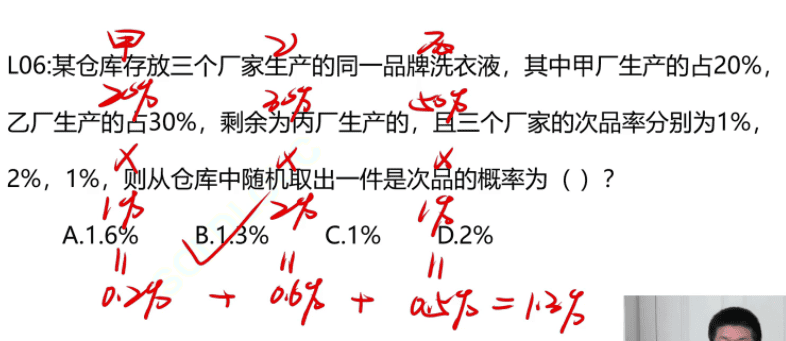 甲 乙 丙
L06:某仓库存放三个厂家生产的同一品牌洗衣液，其中甲厂生产的占20%，
20% 30% 50%
乙厂生产的占30%，剩余为丙厂生产的，且三个厂家的次品率分别为1%，
× × ×
2%，1%，则从仓库中随机取出一件是次品的概率为（ ）？
1% 2% 1%
A.1.6% B.1.3% C.1% D.2%
= = =
0.2% + 0.6% + 0.5% = 1.3%